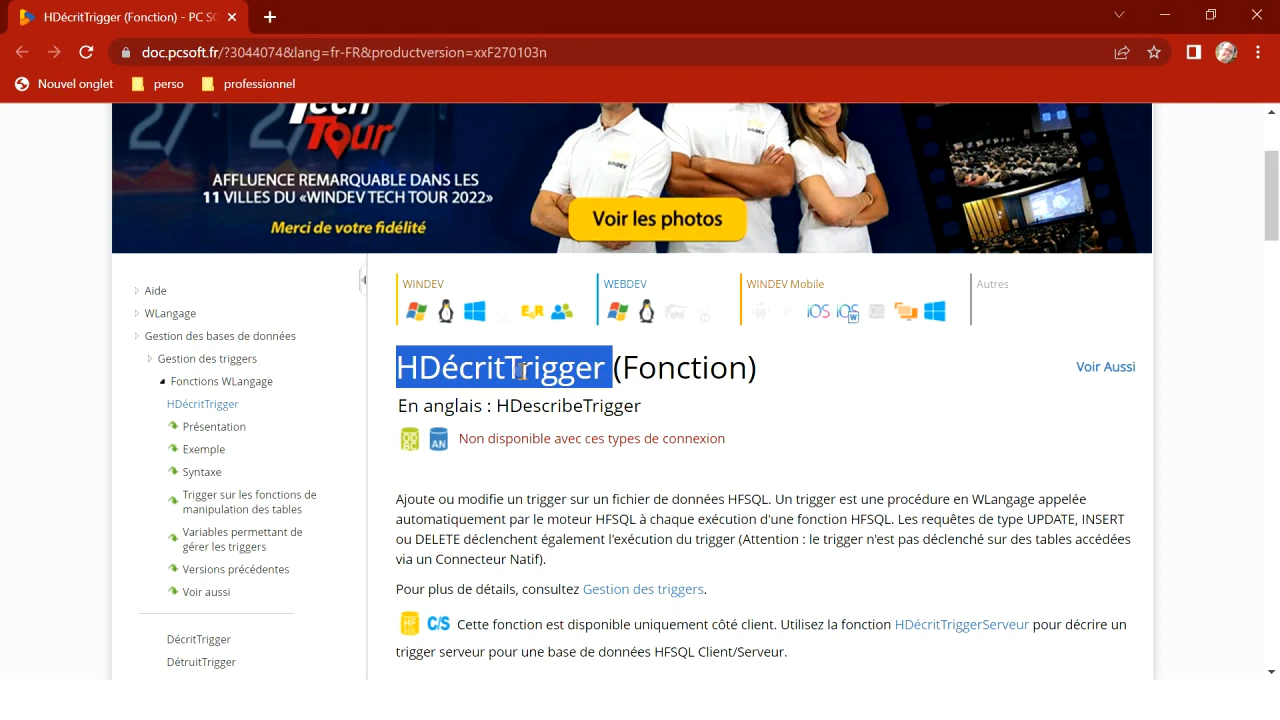 HDécritTrigger (Fonction) - PC SC
doc.pcsoft.fr/?3044074&lang=fr-FR&productversion=xxF270103n
Nouvel onglet
perso
professionnel
27
27
Tech
Tour
AFFLUENCE REMARQUABLE DANS LES
11 VILLES DU «WINDEV TECH TOUR 2022»
Merci de votre fidélité
WINDEV
Voir les photos
Aide
WLangage
Gestion des bases de données
Gestion des triggers
Fonctions WLangage
HDécritTrigger
Présentation
Exemple
Syntaxe
Trigger sur les fonctions de
manipulation des tables
Variables permettant de
gérer les triggers
Versions précédentes
Voir aussi
DécritTrigger
DétruitTrigger
WINDEV
WEBDEV
WINDEV Mobile
Autres
E&R
iOS
iOS
W
HDécritTrigger (Fonction)
Voir Aussi
En anglais : HDescribeTrigger
OD
BC
AN
Non disponible avec ces types de connexion
Ajoute ou modifie un trigger sur un fichier de données HFSQL. Un trigger est une procédure en WLangage appelée
automatiquement par le moteur HFSQL à chaque exécution d'une fonction HFSQL. Les requêtes de type UPDATE, INSERT
ou DELETE déclenchent également l'exécution du trigger (Attention : le trigger n'est pas déclenché sur des tables accédées
via un Connecteur Natif).
Pour plus de détails, consultez Gestion des triggers.
HF C/S Cette fonction est disponible uniquement côté client. Utilisez la fonction HDécritTriggerServeur pour décrire un
trigger serveur pour une base de données HFSQL Client/Serveur.